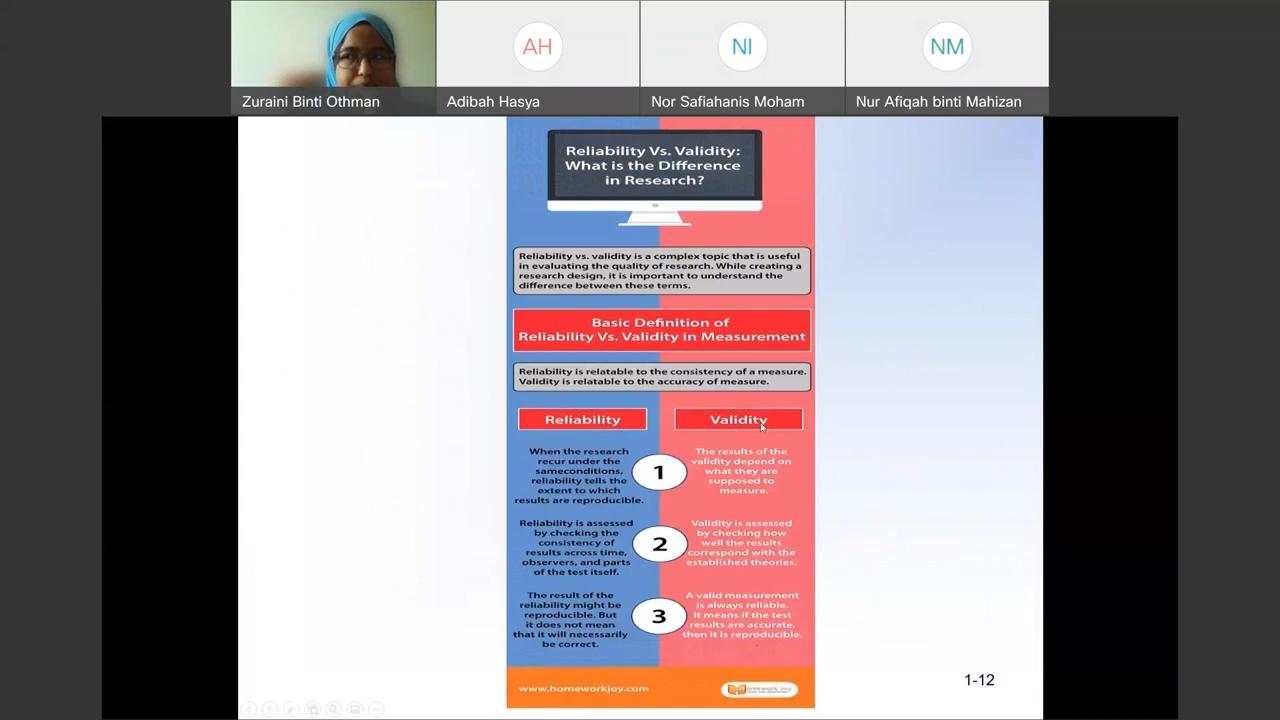 AH
NI
NM
Zuraini Binti Othman
Adibah Hasya
Nor Safiahanis Moham
Nur Afiqah binti Mahizan
Reliability Vs. Validity:
What is the Difference
in Research?
Reliability vs. validity is a complex topic that is useful
in evaluating the quality of research. While creating a
research design, it is important to understand the
difference between these terms.
Basic Definition of
Reliability Vs. Validity in Measurement
Reliability is relatable to the consistency of a measure.
Validity is relatable to the accuracy of measure.
Reliability
Validity
When the research
recur under the
sameconditions,
reliability tells the
extent to which
results are reproducible.
1
The results of the
validity depend on
what they are
supposed to
measure.
Reliability is assessed
by checking the
consistency of
results across time,
observers, and parts
of the test itself.
2
Validity is assessed
by checking how
well the results
correspond with the
established theories.
The result of the
reliability might be
reproducible. But
it does not mean
that it will necessarily
be correct.
3
A valid measurement
is always reliable.
It means if the test
results are accurate,
then it is reproducible.
www.homeworkjoy.com
1-12